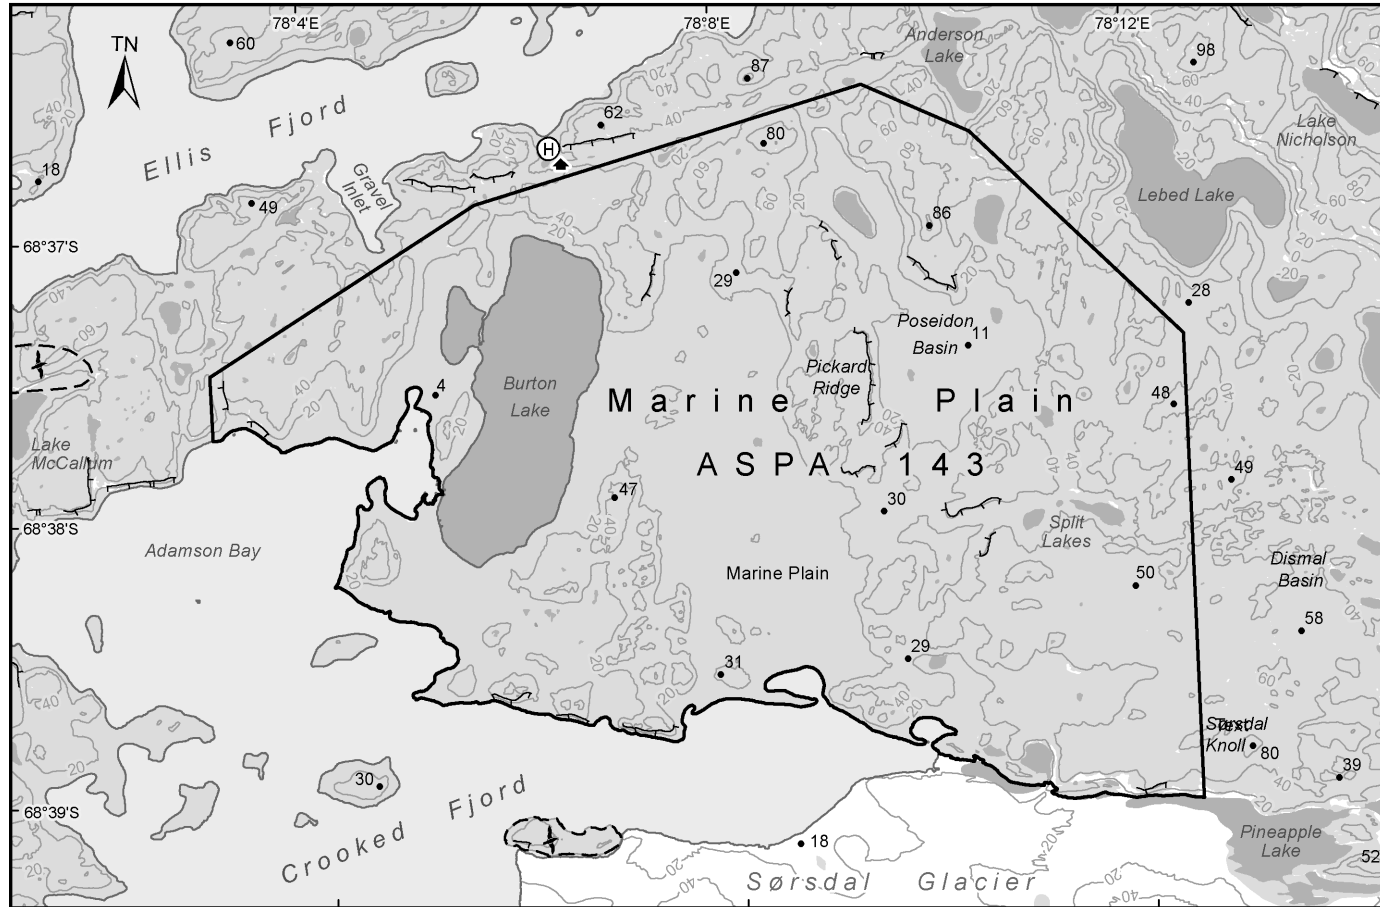 78°4'E
78°8'E
78°12'E
TN
60
Anderson
Lake
87
98
Ellis Fjord
62
80
H
Lake
Nicholson
18
49
Gravel
Inlet
Lebed Lake
86
68°37'S
29
28
Poseidon
Basin
11
Pickard
Ridge
4
Burton
Lake
Marine Plain
48
Lake
McCallum
ASPA 143
47
49
30
68°38'S
Split
Lakes
Adamson Bay
Marine Plain
50
Dismal
Basin
58
29
31
Sørsdal
Knoll
80
30
39
Crooked Fjord
68°39'S
18
Pineapple
Lake
52
Sørsdal Glacier